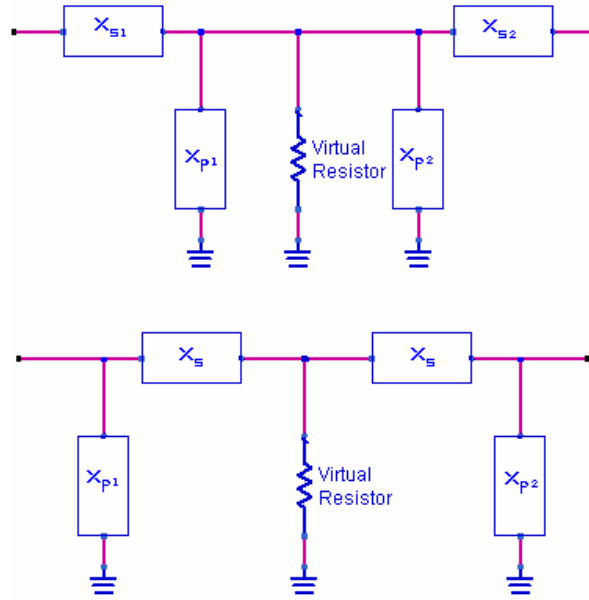 Xs1
Xs2
Xp1
Virtual
Resistor
Xp2
Xs
Xs
Xp1
Virtual
Resistor
Xp2